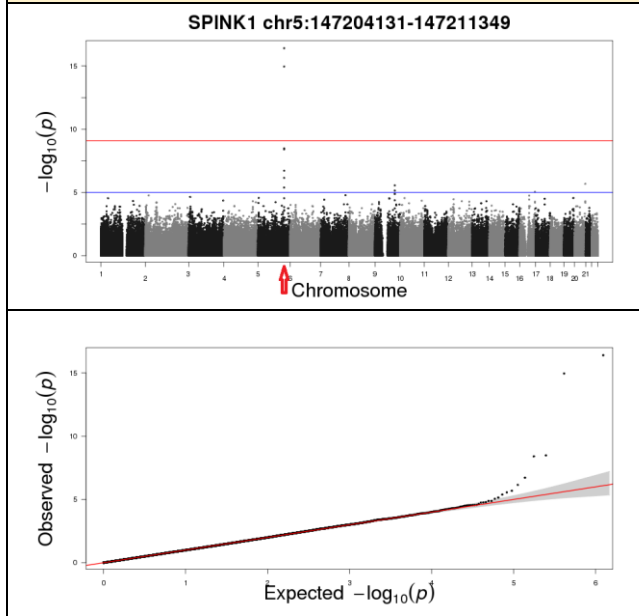 SPINK1 chr5:147204131-147211349
−log10(p)
15
10
5
0
1 2 3 4 5 6 7 8 9 10 11 12 13 14 15 16 17 18 19 20 21
Chromosome
Observed −log10(p)
15
10
5
0
0 1 2 3 4 5 6
Expected −log10(p)